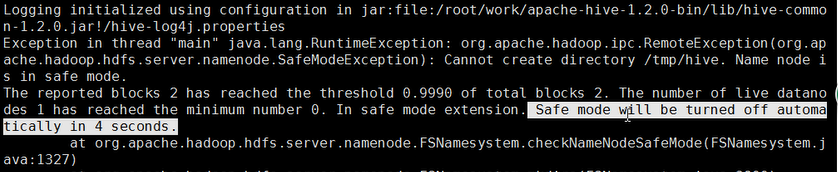 Logging initialized using configuration in jar:file:/root/work/apache-hive-1.2.0-bin/lib/hive-commo
n-1.2.0.jar!/hive-log4j.properties
Exception in thread "main" java.lang.RuntimeException: org.apache.hadoop.ipc.RemoteException(org.ap
ache.hadoop.hdfs.server.namenode.SafeModeException): Cannot create directory /tmp/hive. Name node i
s in safe mode.
The reported blocks 2 has reached the threshold 0.9990 of total blocks 2. The number of live datano
des 1 has reached the minimum number 0. In safe mode extension. Safe mode will be turned off automa
tically in 4 seconds.
        at org.apache.hadoop.hdfs.server.namenode.FSNamesystem.checkNameNodeSafeMode(FSNamesystem.j
ava:1327)